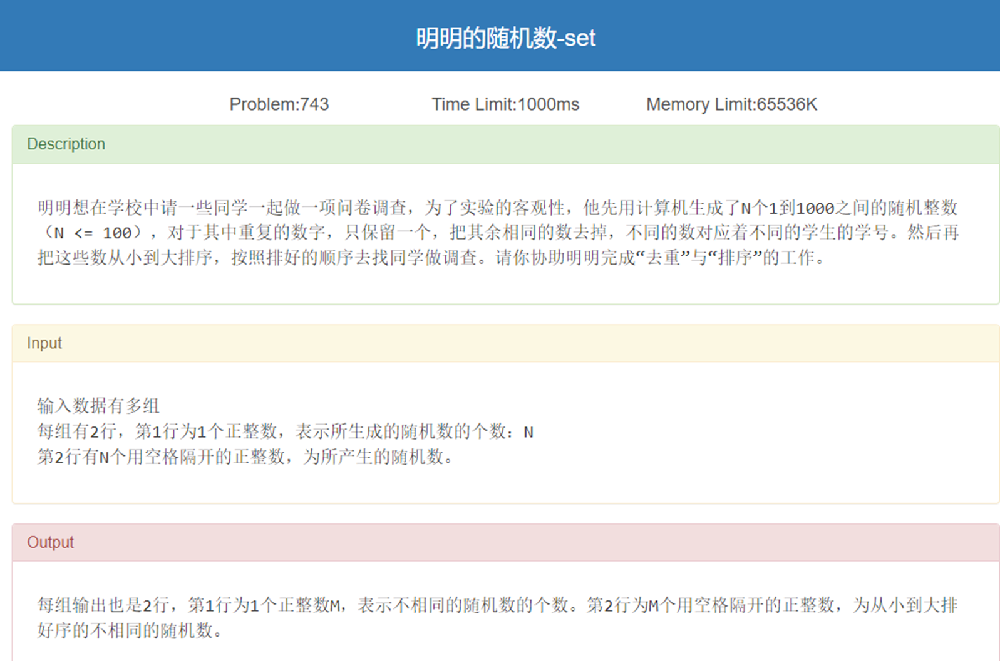 明明的随机数-set
Problem:743 Time Limit:1000ms Memory Limit:65536K
Description
明明想在学校中请一些同学一起做一项问卷调查，为了实验的客观性，他先用计算机生成了N个1到1000之间的随机整数
（N <= 100），对于其中重复的数字，只保留一个，把其余相同的数去掉，不同的数对应着不同的学生的学号。然后再
把这些数从小到大排序，按照排好的顺序去找同学做调查。请你协助明明完成“去重”与“排序”的工作。
Input
输入数据有多组
每组有2行，第1行为1个正整数，表示所生成的随机数的个数：N
第2行有N个用空格隔开的正整数，为所产生的随机数。
Output
每组输出也是2行，第1行为1个正整数M，表示不相同的随机数的个数。第2行为M个用空格隔开的正整数，为从小到大排
好序的不相同的随机数。